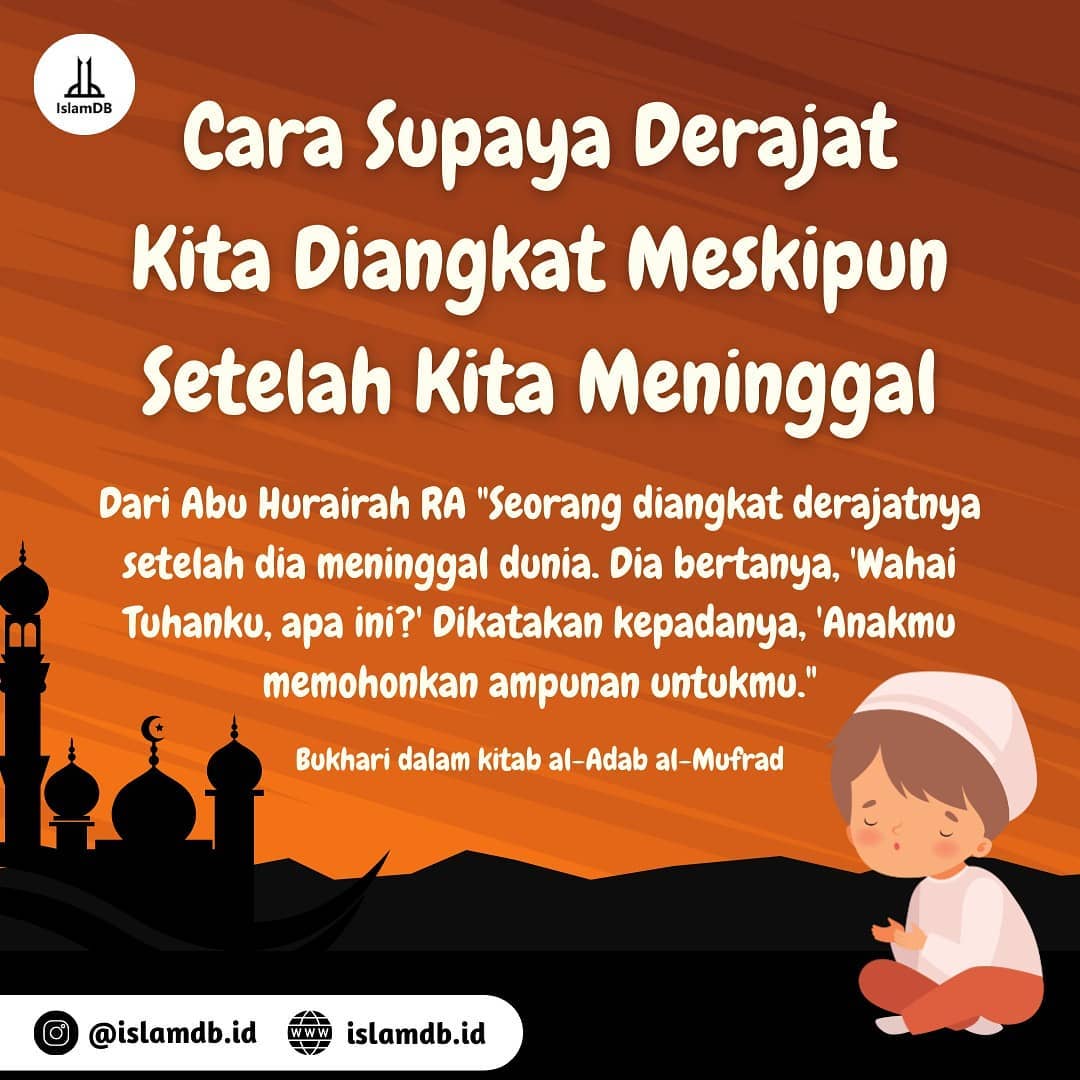 IslamDB
Cara Supaya Derajat
Kita Diangkat Meskipun
Setelah Kita Meninggal
Dari Abu Hurairah RA "Seorang diangkat derajatnya
setelah dia meninggal dunia. Dia bertanya, 'Wahai
Tuhanku, apa ini?' Dikatakan kepadanya, 'Anakmu
memohonkan ampunan untukmu."
Bukhari dalam kitab al-Adab al-Mufrad
@islamdb.id WWW islamdb.id